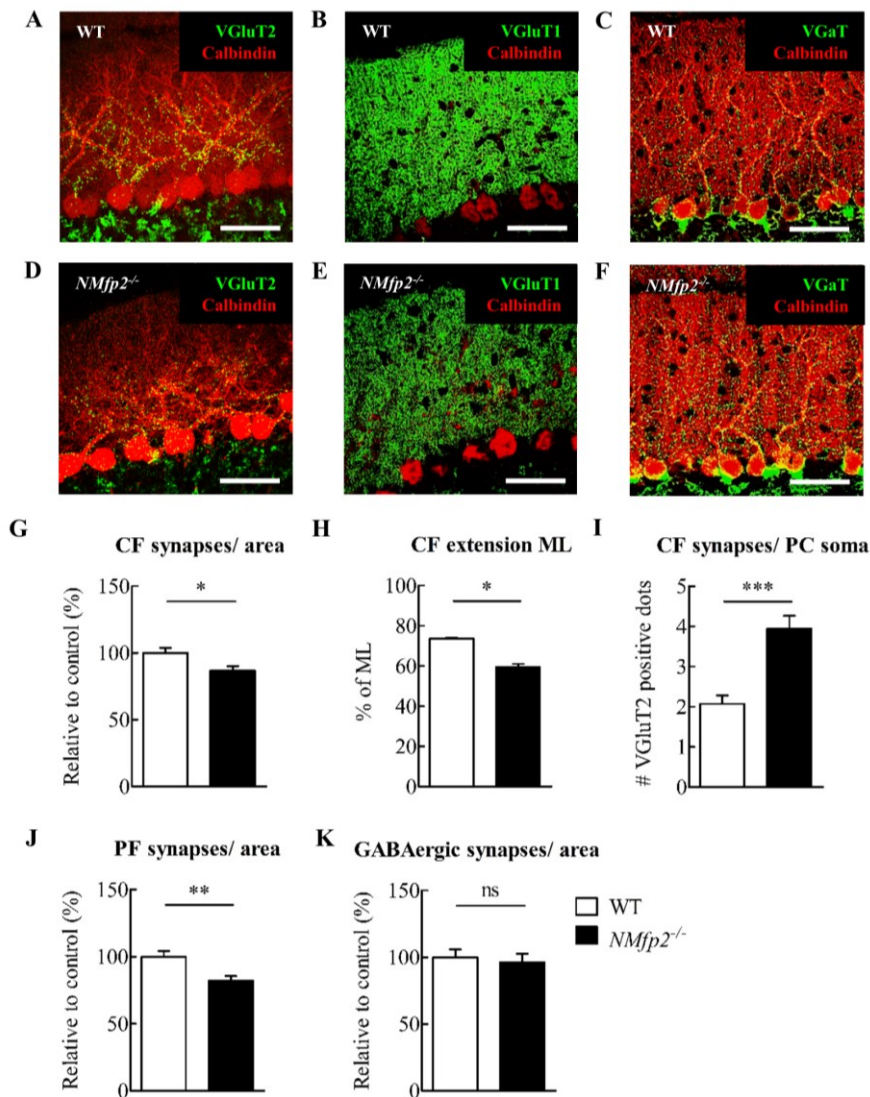 A
WT
VGluT2
Calbindin
B
WT
VGluT1
Calbindin
C
WT
VGaT
Calbindin
D
NMfp2-/-
VGluT2
Calbindin
E
NMfp2-/-
VGluT1
Calbindin
F
NMfp2-/-
VGaT
Calbindin
G
CF synapses/ area
Relative to control (%)
150
100
50
0
*
H
CF extension ML
% of ML
100
80
60
40
20
0
*
I
CF synapses/ PC soma
# VGluT2 positive dots
5
4
3
2
1
0
***
J
PF synapses/ area
Relative to control (%)
150
100
50
0
**
K
GABAergic synapses/ area
Relative to control (%)
150
100
50
0
ns
WT
NMfp2-/-